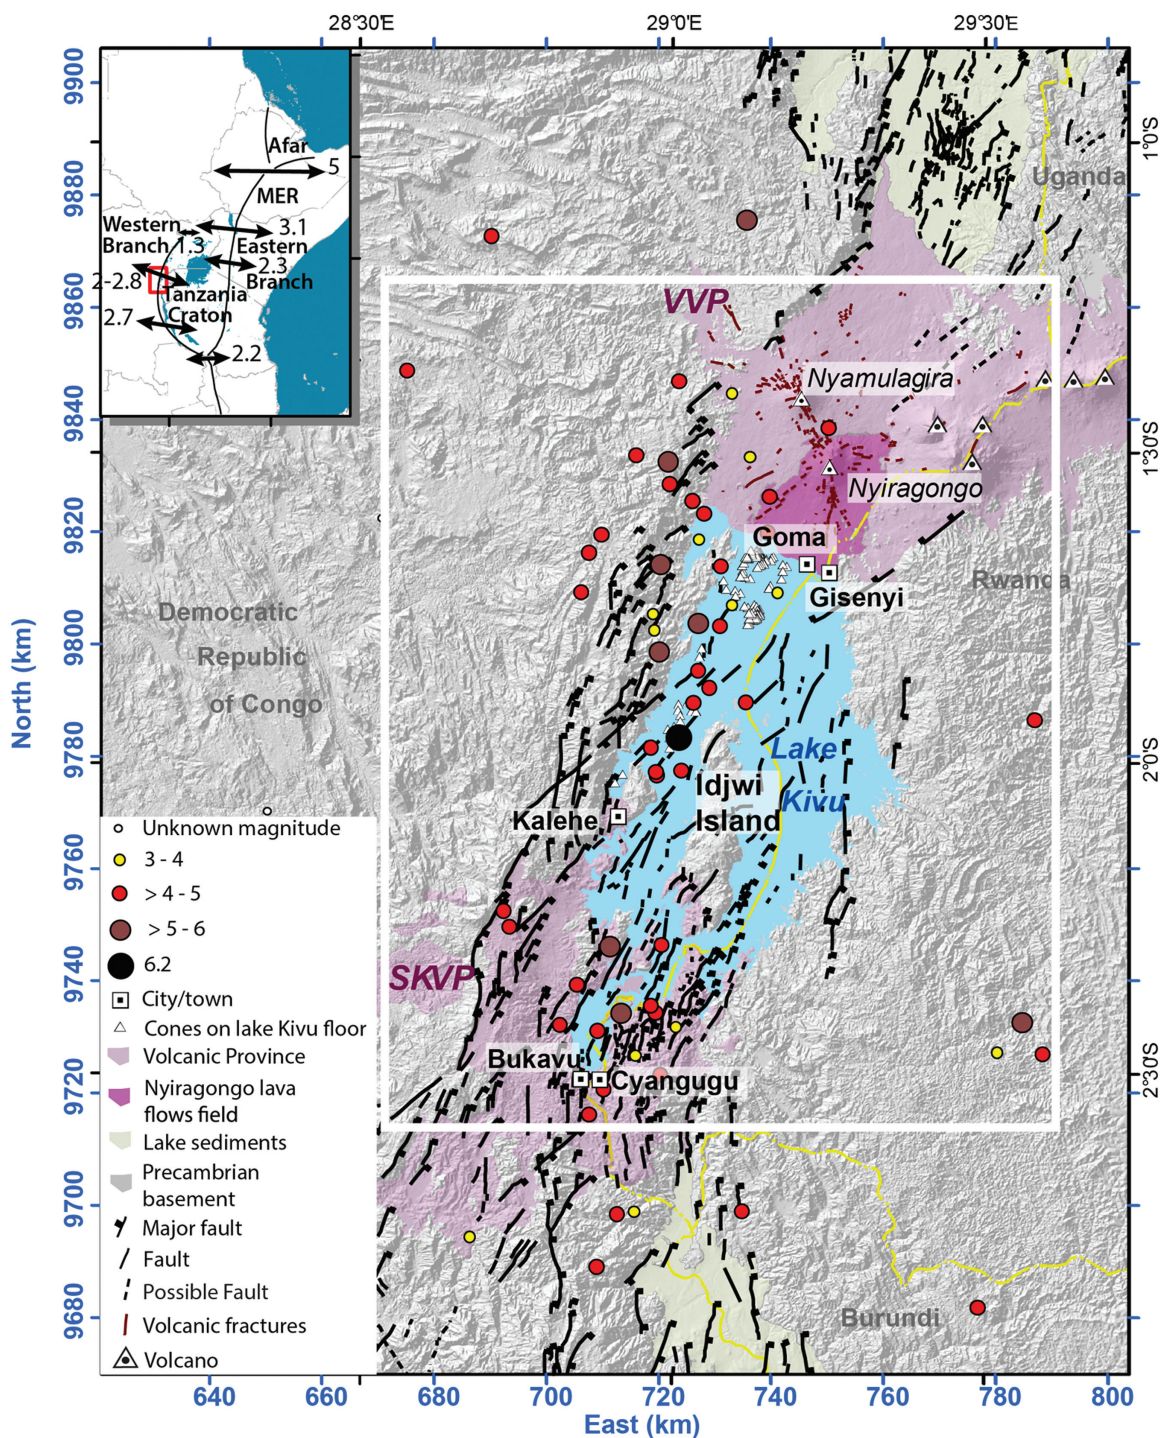 28.5°E
29°0'E
29°30'E
9900
9880
9860
9840
9820
9800
9780
9760
9740
9720
9700
9680
North (km)
Afar
5
MER
Western
Branch
1.3
3.1
Eastern
Branch
2.3
2-2.8
Tanzania
Craton
2.7
2.2
Uganda
1°S
VVP
Nyamulagira
1°30'S
Nyiragongo
Goma
Gisenyi
Rwanda
Democratic
Republic
of Congo
Lake
Kivu
2°S
Idjwi
Island
Kalehe
SKVP
Bukavu
Cyangugu
2°30'S
Burundi
Unknown magnitude
3 - 4
> 4 - 5
> 5 - 6
6.2
City/town
Cones on lake Kivu floor
Volcanic Province
Nyiragongo lava
flows field
Lake sediments
Precambrian
basement
Major fault
Fault
Possible Fault
Volcanic fractures
Volcano
640
660
680
700
720
740
760
780
800
East (km)